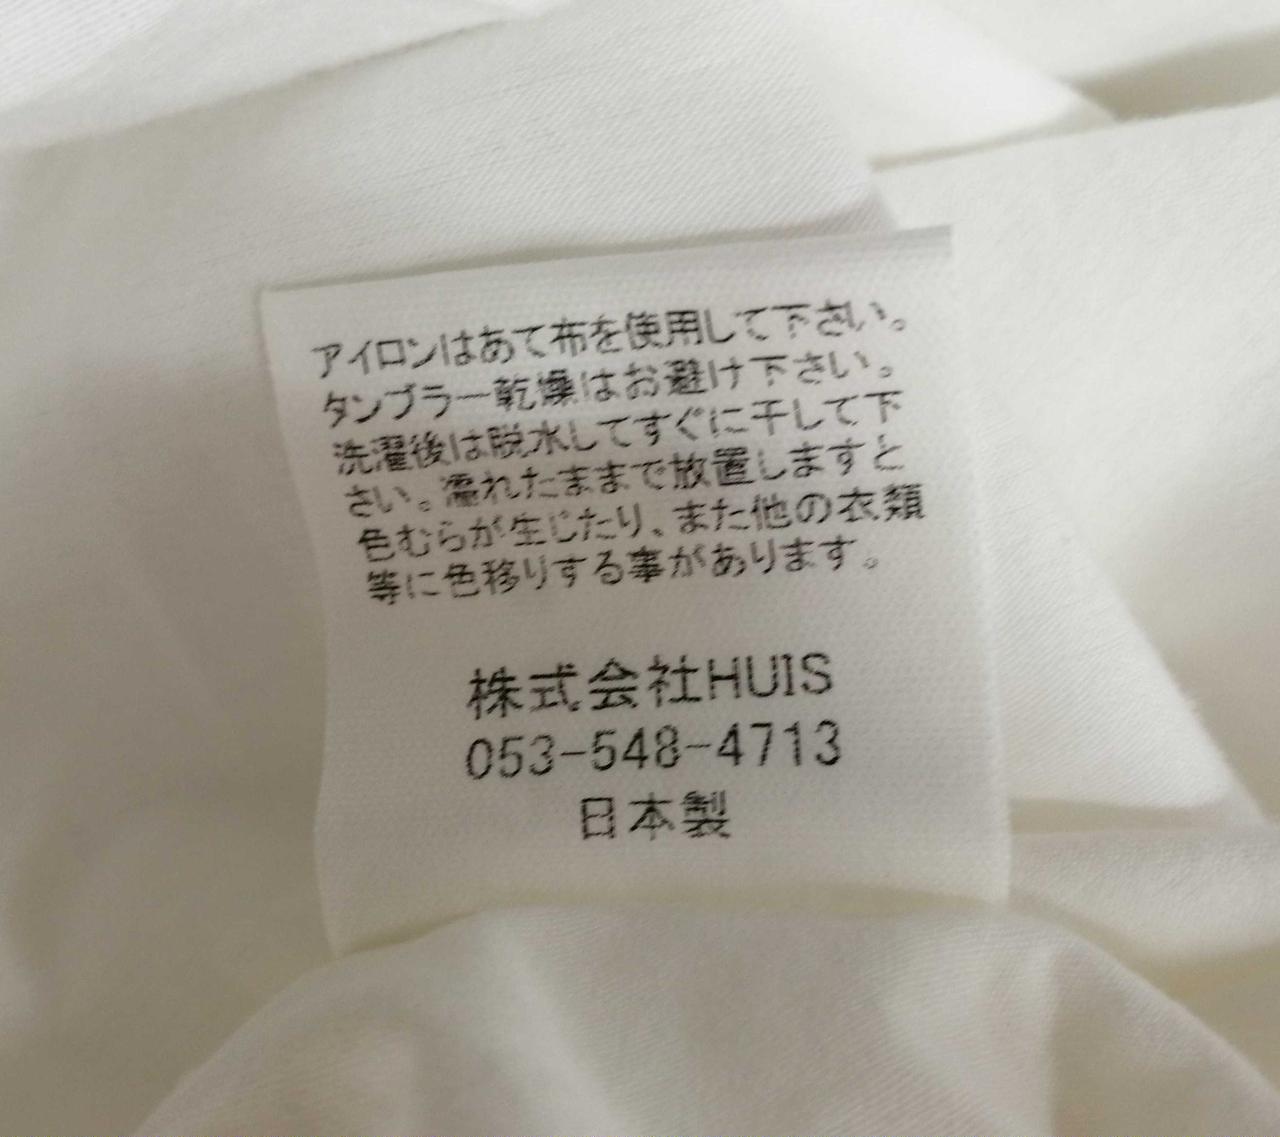 アイロンはあて布を使用して下さい。
タンブラー乾燥はお避け下さい。
洗濯後は脱水してすぐに干して下
さい。濡れたままで放置しますと
色むらが生じたり、また他の衣類
等に色移りする事があります。
株式会社HUIS
053-548-4713
日本製